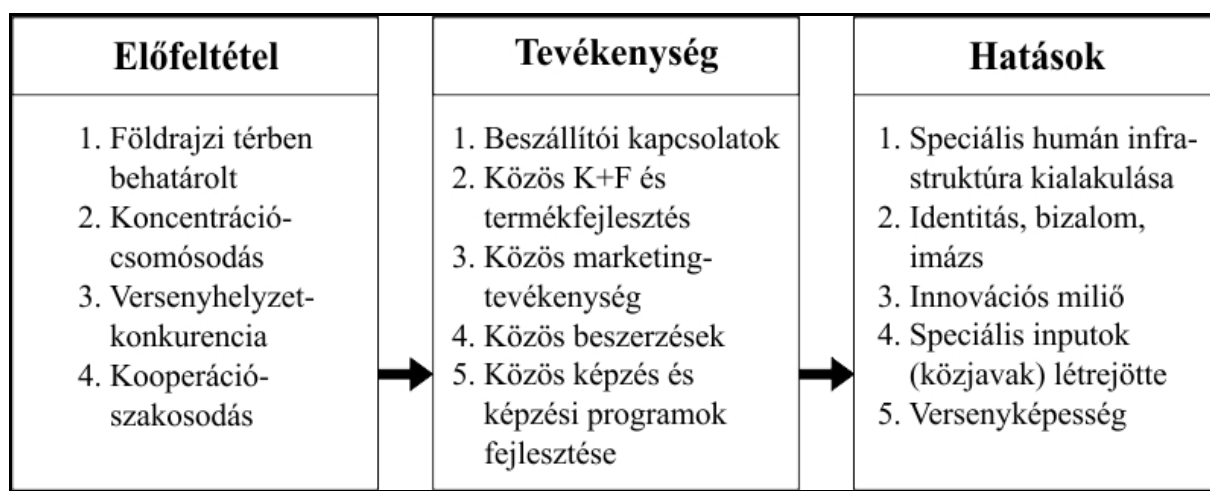 Előfeltétel
1. Földrajzi térben
behatárolt
2. Koncentráció-
csomósodás
3. Versenyhelyzet-
konkurencia
4. Kooperáció-
szakosodás
Tevékenység
1. Beszállítói kapcsolatok
2. Közös K+F és
termékfejlesztés
3. Közös marketing-
tevékenység
4. Közös beszerzések
5. Közös képzés és
képzési programok
fejlesztése
Hatások
1. Speciális humán infra-
struktúra kialakulása
2. Identitás, bizalom,
imázs
3. Innovációs miliő
4. Speciális inputok
(közjavak) létrejötte
5. Versenyképesség